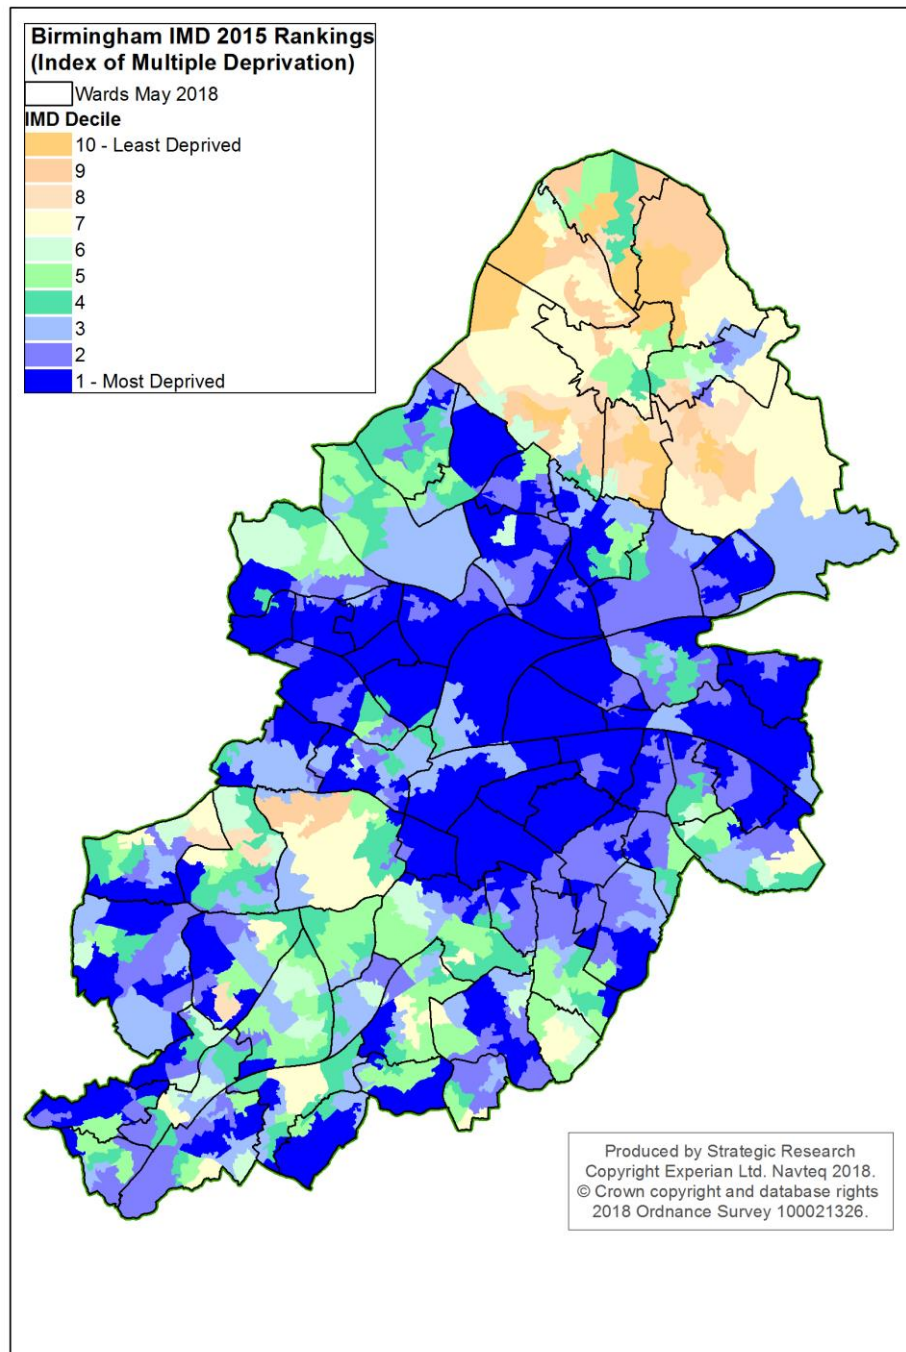 Birmingham IMD 2015 Rankings
(Index of Multiple Deprivation)
Wards May 2018
IMD Decile
10 - Least Deprived
9
8
7
6
5
4
3
2
1 - Most Deprived
Produced by Strategic Research
Copyright Experian Ltd. Navteq 2018.
© Crown copyright and database rights
2018 Ordnance Survey 100021326.